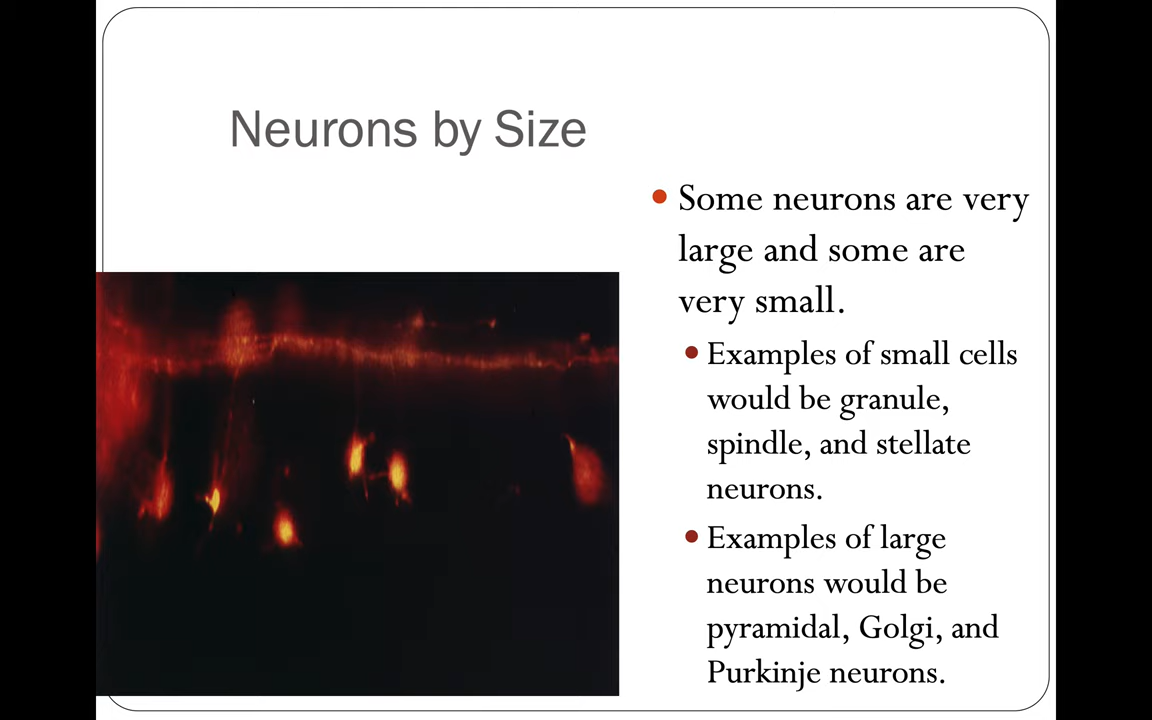 Neurons by Size
Some neurons are very
large and some are
very small.
Examples of small cells
would be granule,
spindle, and stellate
neurons.
Examples of large
neurons would be
pyramidal, Golgi, and
Purkinje neurons.